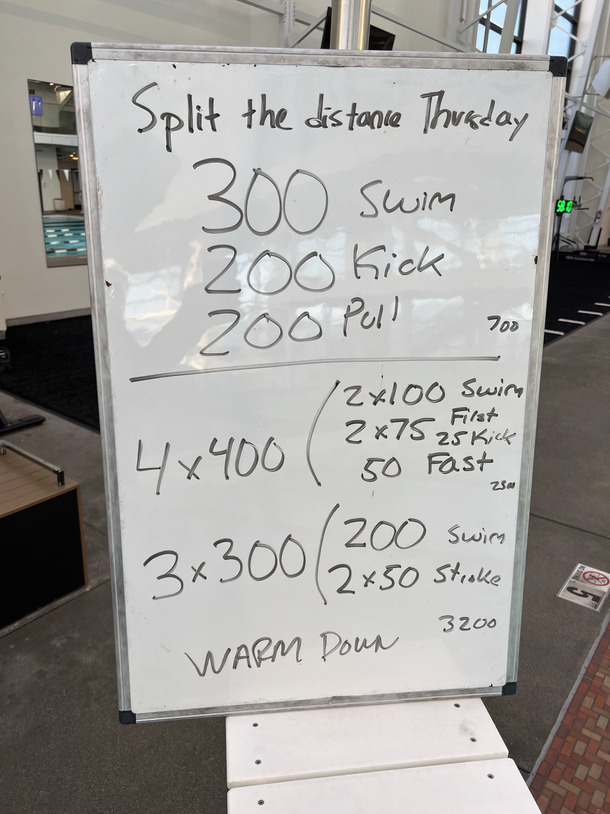 Split the distance Thursday
300 Swim
200 Kick
200 Pull
700
4x400 ( 2x100 Swim
2x75 First 25 Kick
50 Fast
2300
3x300 ( 200 Swim
2x50 Stroke
3200
WARM DOWN